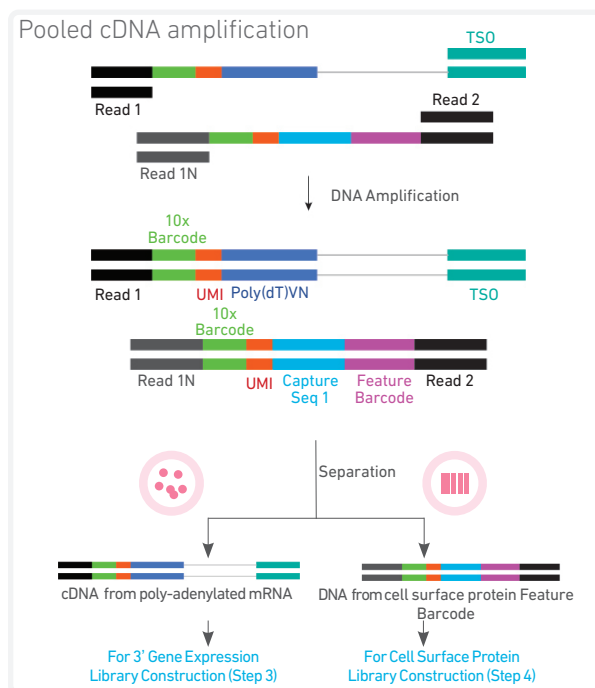 Pooled cDNA amplification
TSO
Read 1
Read 2
Read 1N
DNA Amplification
10x
Barcode
Read 1
UMI
Poly(dT)VN
TSO
10x
Barcode
Read 1N
UMI
Capture
Seq 1
Feature
Barcode
Read 2
Separation
cDNA from poly-adenylated mRNA
DNA from cell surface protein Feature
Barcode
For 3' Gene Expression
Library Construction (Step 3)
For Cell Surface Protein
Library Construction (Step 4)